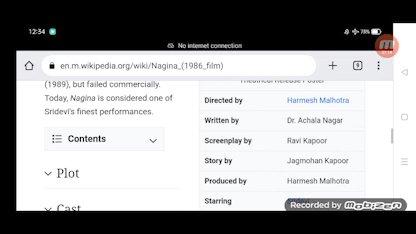 12:34
73%
No internet connection
en.m.wikipedia.org/wiki/Nagina_(1986_film)
9
(1989), but failed commercially.
Today, Nagina is considered one of
Sridevi's finest performances.
Contents
Plot
Cast
Theatrical Release Poster
Directed by Harmesh Malhotra
Written by Dr. Achala Nagar
Screenplay by Ravi Kapoor
Story by Jagmohan Kapoor
Produced by Harmesh Malhotra
Starring
Recorded by mobizen